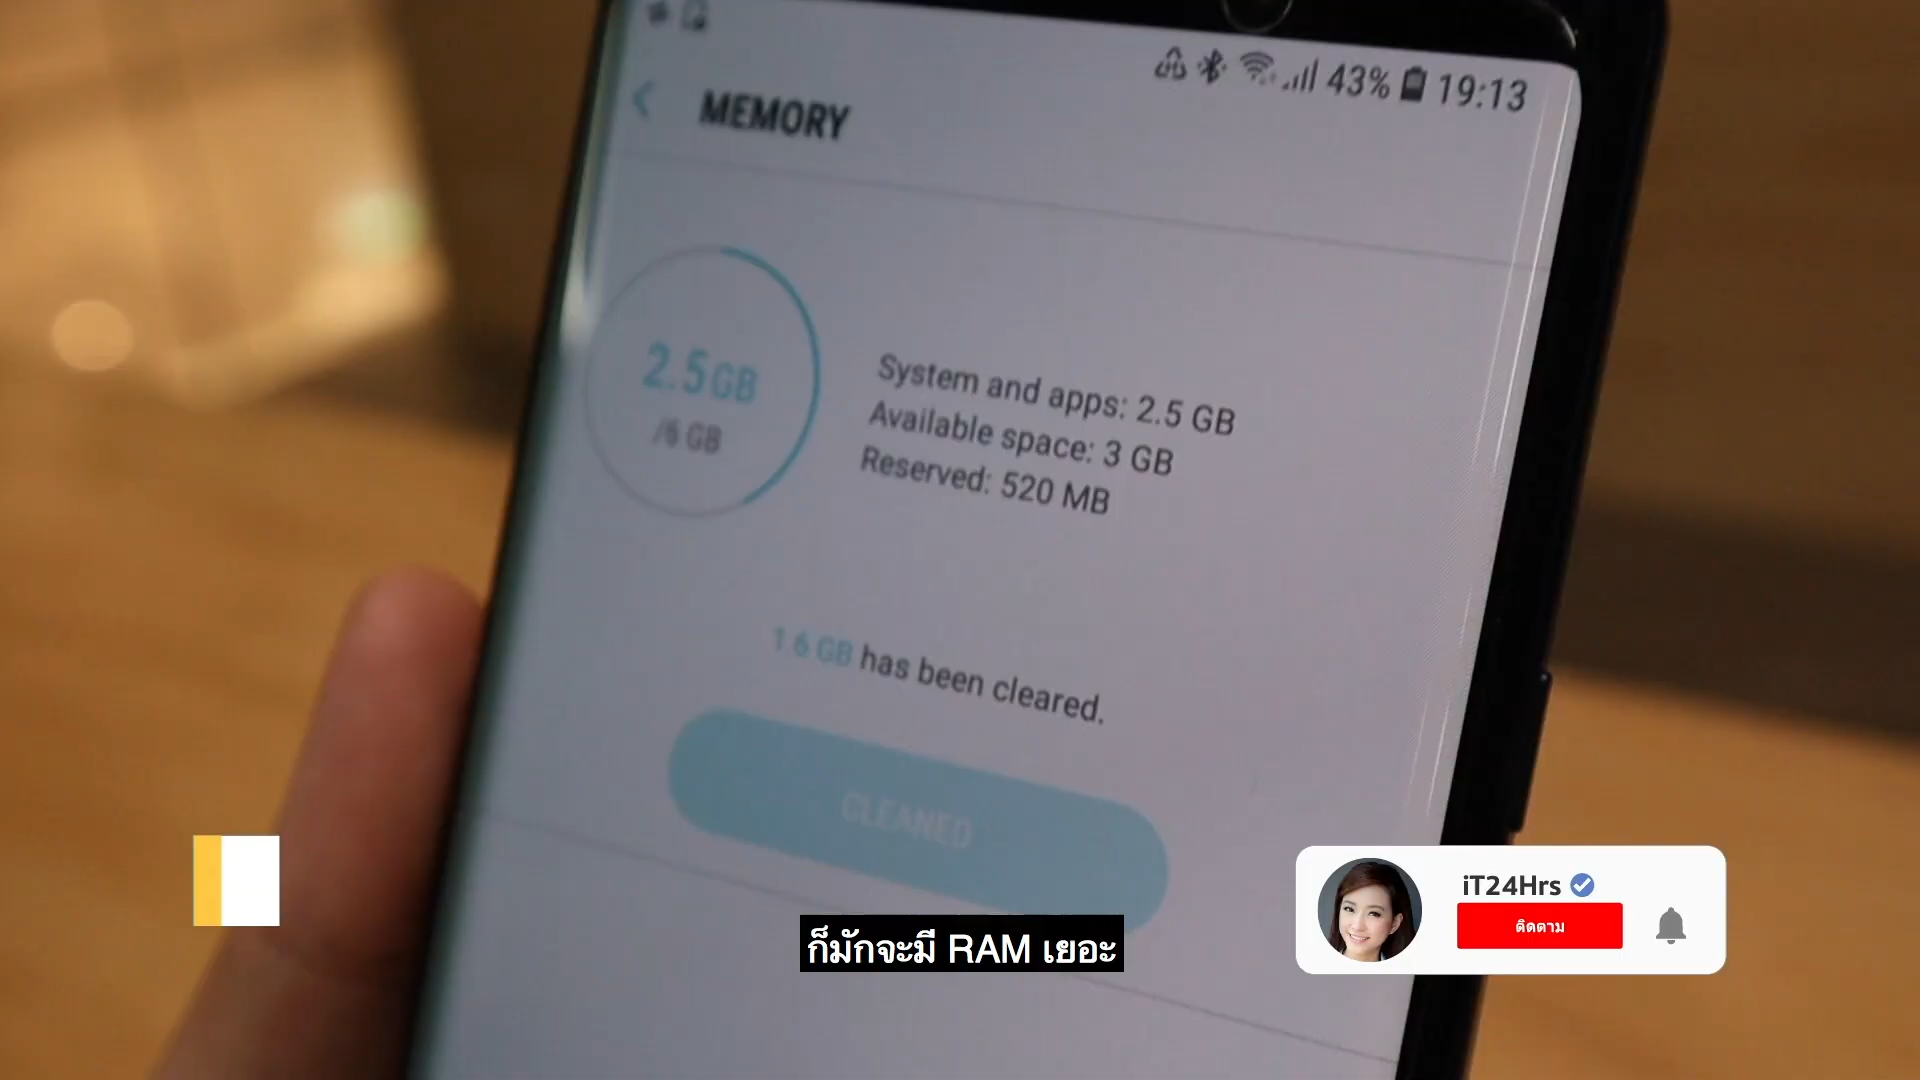 43% 19:13
MEMORY
2.5 GB
/6 GB
System and apps: 2.5 GB
Available space: 3 GB
Reserved: 520 MB
1.6 GB has been cleared.
CLEANED
iT24Hrs
ติดตาม
ก็มักจะมี RAM เยอะ